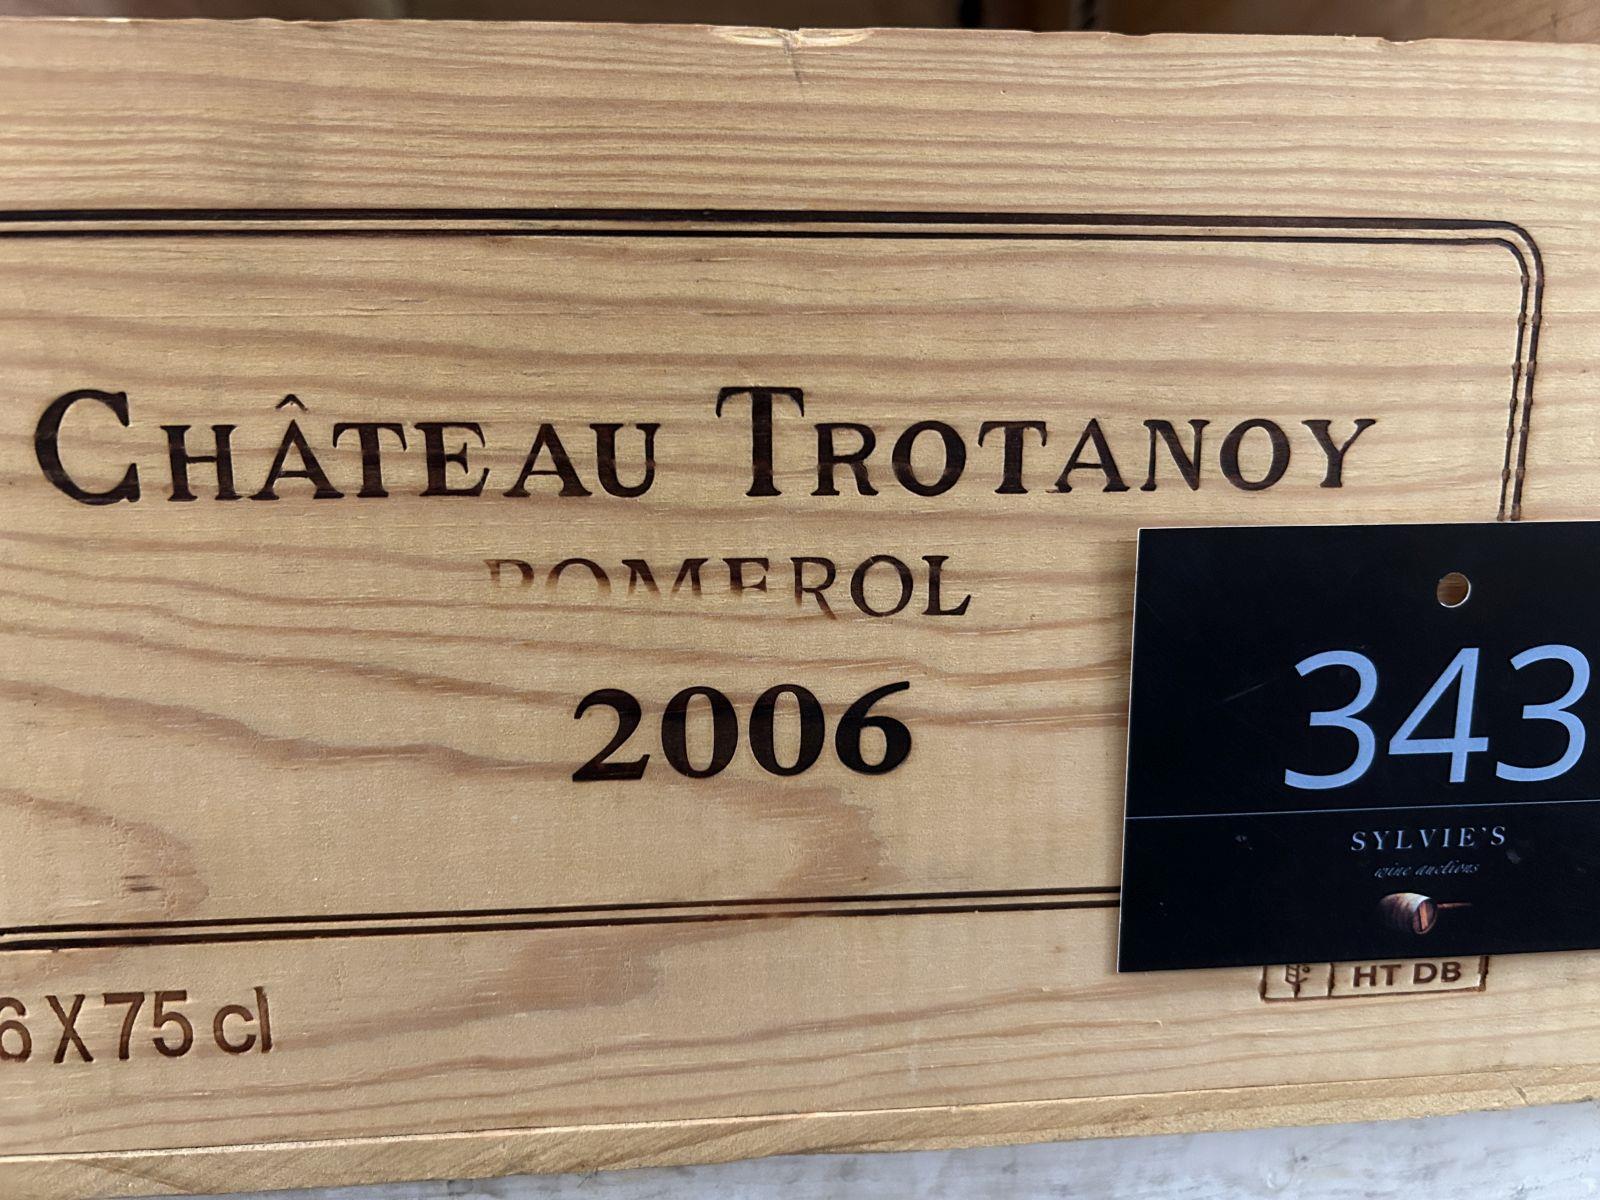 CHÂTEAU TROTANOY
POMEROL
2006
343
SYLVIE'S
wine auctions
HT DB
6 X 75 cl